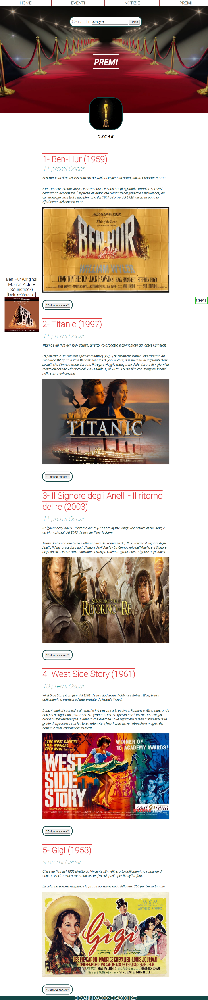 HOME EVENTI NOTIZIE PREMI
Cerca film avengers Cerca
PREMI
OSCAR
1- Ben-Hur (1959)
11 premi Oscar
Ben-Hur è un film del 1959 diretto da William Wyler con protagonista Charlton Heston.
È un colossal a tema storico e drammatico ed uno dei più grandi e premiati successi
della storia del cinema. È ispirato all'omonimo romanzo del generale Lew Wallace, da
cui erano già stati tratti due film, uno del 1907 e l'altro del 1925, divenuti punti di
riferimento del cinema muto.
METRO-GOLDWYN-MAYER
A Tale of the Christ
BEN-HUR
WILLIAM WYLER
CHARLTON HESTON · JACK HAWKINS
HAYA HARAREET · STEPHEN BOYD
HUGH GRIFFITH · MARTHA SCOTT CATHY O'DONNELL · SAM JAFFE
KARL TUNBERG SAM ZIMBALIST
Ben Hur (Original
Motion Picture
Soundtrack)
[Deluxe Version]
BEN HUR
CHAT
"Colonna sonora"
2- Titanic (1997)
11 premi Oscar
Titanic è un film del 1997 scritto, diretto, co-prodotto e co-montato da James Cameron.
La pellicola è un colossal epico-romantico[1][2][3] di carattere storico, interpretato da
Leonardo DiCaprio e Kate Winslet nei ruoli di Jack e Rose; due membri di differenti classi
sociali, che s'innamorano durante il tragico viaggio inaugurale della durata di 4 giorni in
mezzo all'oceano Atlantico del RMS Titanic. È, al 2021, il terzo film con maggiori incassi
nella storia del cinema.
TITANIC
"Colonna sonora"
3- Il Signore degli Anelli - Il ritorno
del re (2003)
11 premi Oscar
Il Signore degli Anelli - Il ritorno del re (The Lord of the Rings: The Return of the King) è
un film colossal del 2003 diretto da Peter Jackson.
Tratto dall'omonima terza e ultima parte del romanzo di J. R. R. Tolkien Il Signore degli
Anelli. Il film, preceduto da Il Signore degli Anelli - La Compagnia dell'Anello e Il Signore
degli Anelli - Le due torri, conclude la trilogia cinematografica de Il Signore degli Anelli.
IL SIGNORE DEGLI ANELLI
IL RITORNO DEL RE
"Colonna sonora"
4- West Side Story (1961)
10 premi Oscar
West Side Story è un film del 1961 diretto da Jerome Robbins e Robert Wise, tratto
dall'omonimo musical ed interpretato da Natalie Wood.
Dopo 4 anni di successi e di repliche ininterrotte a Broadway, Robbins e Wise, superando
non poche difficoltà, portarono sul grande schermo questo musical che contava già
allora numerosissimi fan. Il dubbio che avevano i due registi era quello di non essere in
grado di riproporre con la stessa intensità e freschezza visiva l'atmosfera magica dei
balletti e delle canzoni del musical
"THE MOST EXCITING
FILM MUSICAL
EVER MADE"
WINNER OF
10 ACADEMY AWARDS!
WEST
SIDE
STORY
PANAVISION® TECHNICOLOR®
"WEST SIDE STORY" NATALIE WOOD RICHARD BEYMER
TODAY
"Colonna sonora"
5- Gigi (1958)
9 premi Oscar
Gigi è un film del 1958 diretto da Vincente Minnelli, tratto dall'omonimo romanzo di
Colette, vincitore di nove Premi Oscar, fra cui quello per il miglior film.
La colonna sonora raggiunge la prima posizione nella Billboard 200 per tre settimane.
MGM
ARTHUR FREED
Gigi
COLETTE
CINEMASCOPE
METROCOLOR
LESLIE CARON · MAURICE CHEVALIER · LOUIS JOURDAN
HERMIONE GINGOLD · EVA GABOR · JACQUES BERGERAC · ISABEL JEANS
Scénario et Lyrics de ALAN JAY LERNER Musique de FREDERICK LOEWE
Réalisé à PARIS même par VINCENTE MINNELLI
"Colonna sonora"
GIOVANNI CASCONE 0466001257